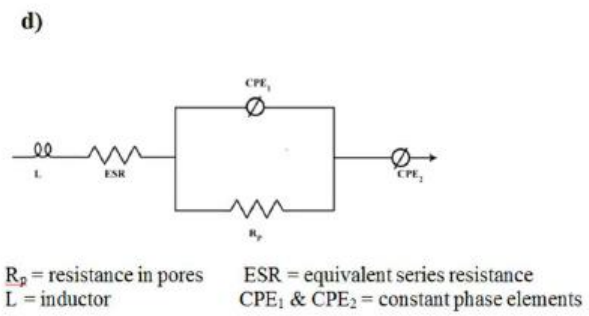 d)
CPE₁
L
ESR
CPE₂
Rₚ
Rₚ = resistance in pores ESR = equivalent series resistance
L = inductor CPE₁ & CPE₂ = constant phase elements